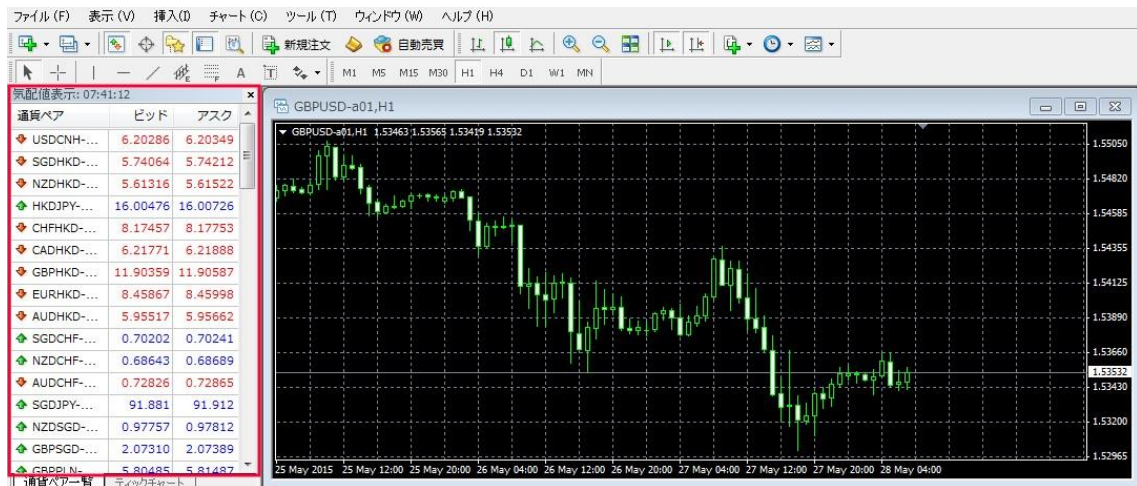 ファイル (F) 表示 (V) 挿入(I) チャート (C) ツール (T) ウィンドウ (W) ヘルプ (H)
新規注文 自動売買
A T M1 M5 M15 M30 H1 H4 D1 W1 MN
気配値表示: 07:41:12
通貨ペア ビッド アスク
USDCNH-... 6.20286 6.20349
SGDHKD-... 5.74064 5.74212
NZDHKD-... 5.61316 5.61522
HKDJPY-... 16.00476 16.00726
CHFHKD-... 8.17457 8.17753
CADHKD-... 6.21771 6.21888
GBPHKD-... 11.90359 11.90587
EURHKD-... 8.45867 8.45998
AUDHKD-... 5.95517 5.95662
SGDCHF-... 0.70202 0.70241
NZDCHF-... 0.68643 0.68689
AUDCHF-... 0.72826 0.72865
SGDJPY-... 91.881 91.912
NZDSGD-... 0.97757 0.97812
GBPSGD-... 2.07310 2.07389
GBPPLN-... 5.80485 5.81487
通貨ペア一覧 ティックチャート
GBPUSD-a01,H1
GBPUSD-a01,H1 1.53463 1.53565 1.53419 1.53532
1.55050
1.54820
1.54585
1.54355
1.54125
1.53890
1.53660
1.53532
1.53430
1.53200
1.52965
25 May 2015 25 May 12:00 25 May 20:00 26 May 04:00 26 May 12:00 26 May 20:00 27 May 04:00 27 May 12:00 27 May 20:00 28 May 04:00